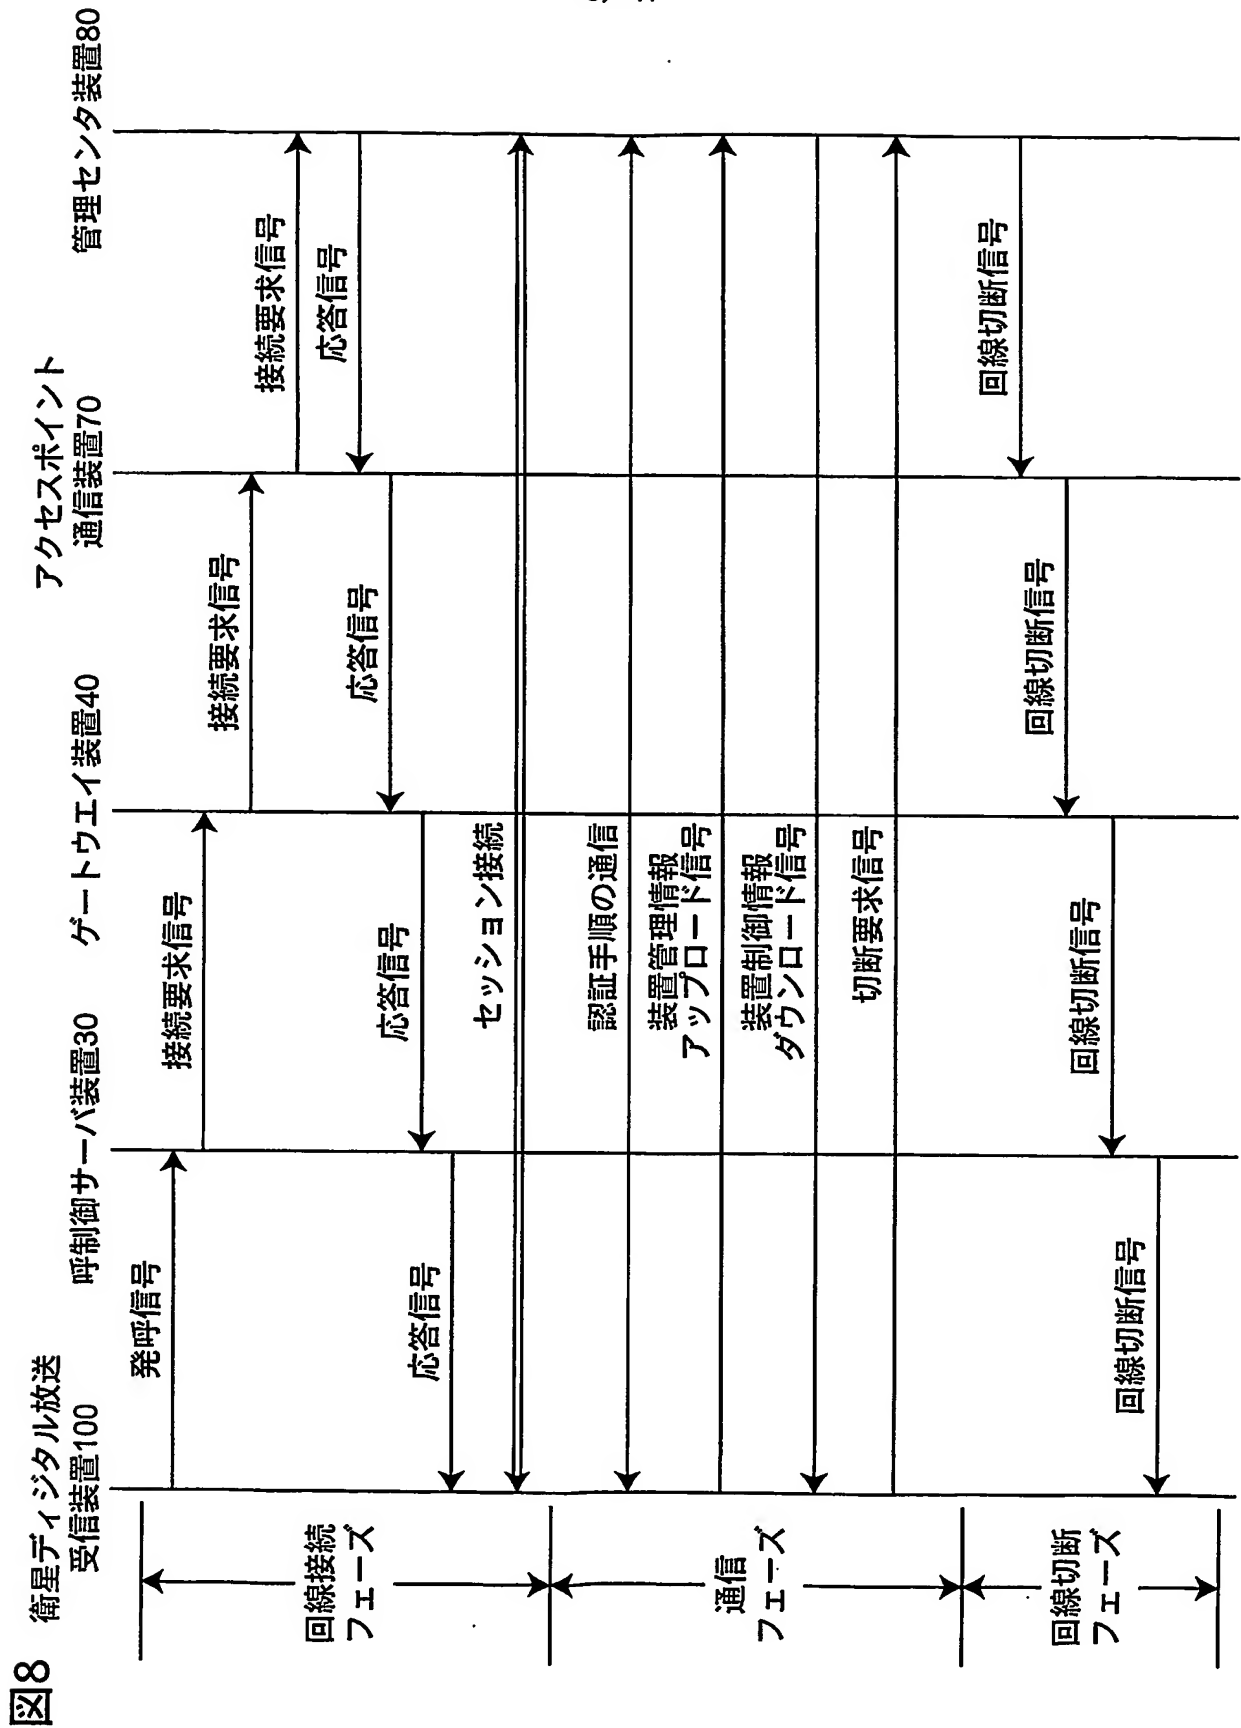 図8
衛星ディジタル放送
受信装置100
呼制御サーバ装置30
ゲートウエイ装置40
アクセスポイント
通信装置70
管理センタ装置80
回線接続
フェーズ
発呼信号
接続要求信号
接続要求信号
接続要求信号
応答信号
応答信号
応答信号
応答信号
セッション接続
通信
フェーズ
認証手順の通信
装置管理情報
アップロード信号
装置制御情報
ダウンロード信号
切断要求信号
回線切断
フェーズ
回線切断信号
回線切断信号
回線切断信号
回線切断信号